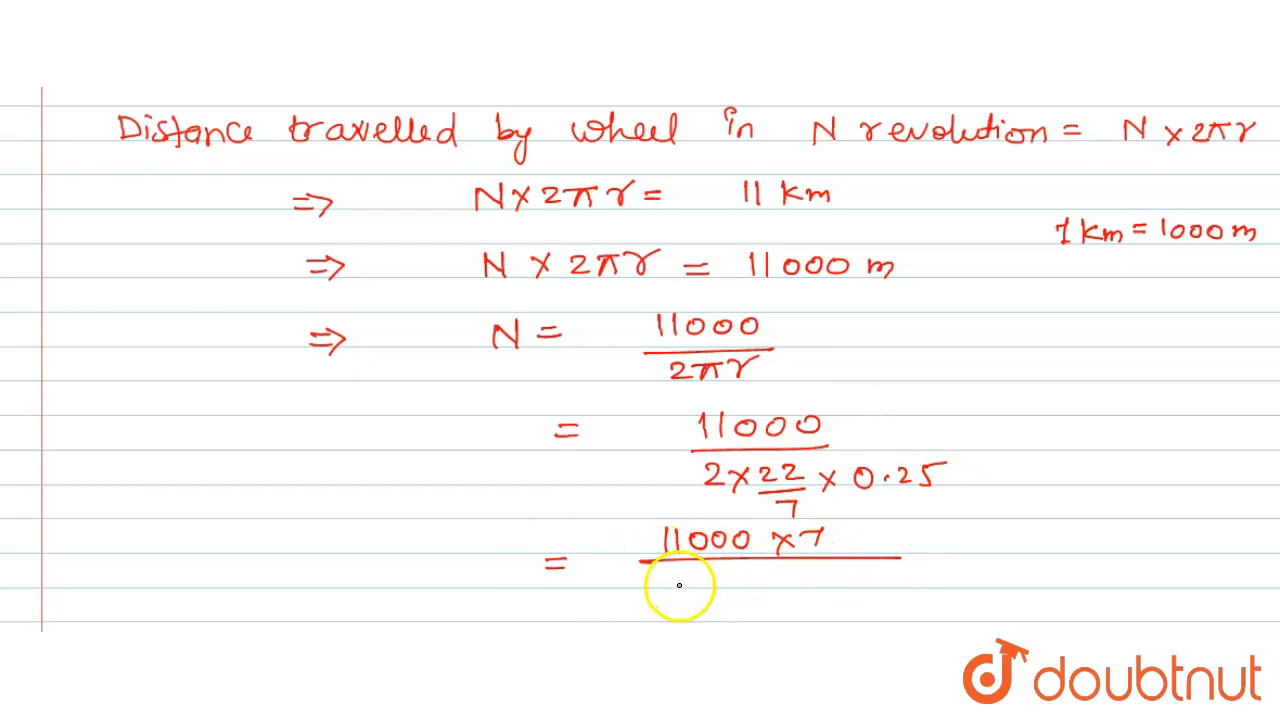 Distance travelled by wheel in N revolution = N × 2πr
⇒ N × 2πr = 11 km
1 km = 1000 m
⇒ N × 2πr = 11000 m
⇒ N = 11000 / 2πr
= 11000 / 2 × 22/7 × 0.25
= 11000 × 7
doubtnut